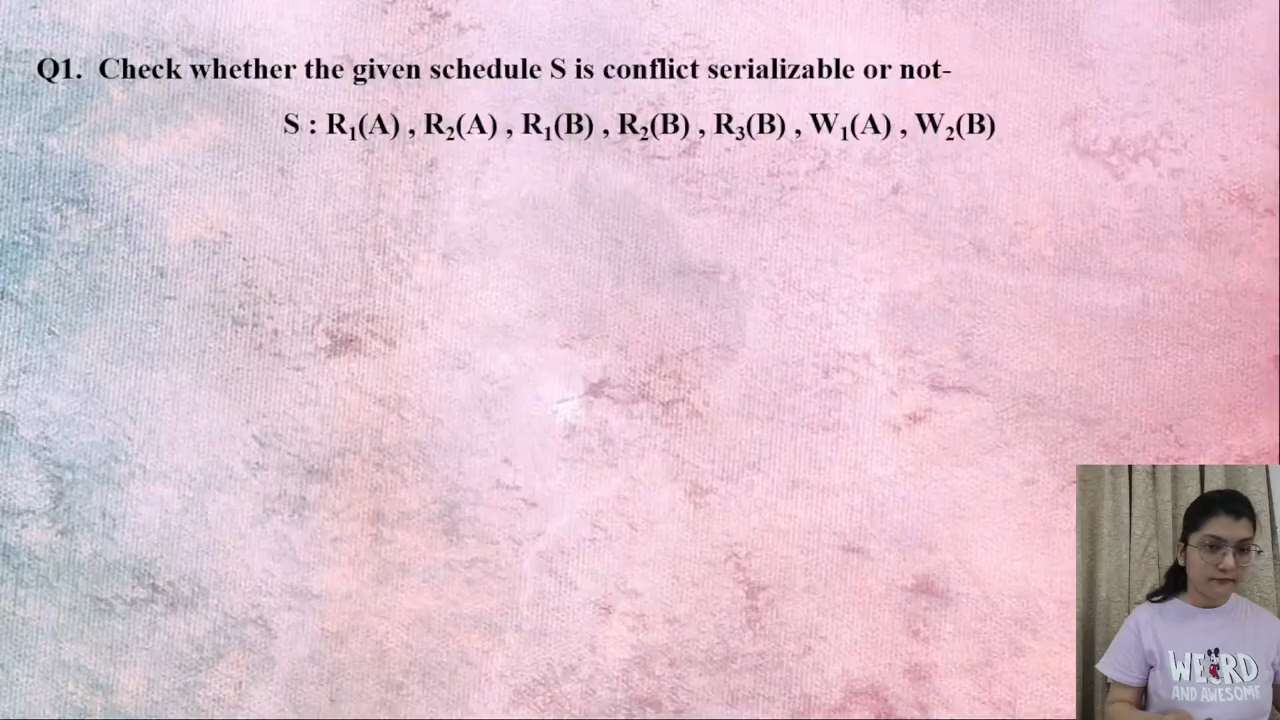 Q1. Check whether the given schedule S is conflict serializable or not-
S : R₁(A) , R₂(A) , R₁(B) , R₂(B) , R₃(B) , W₁(A) , W₂(B)
WEIRD
AND AWESOME